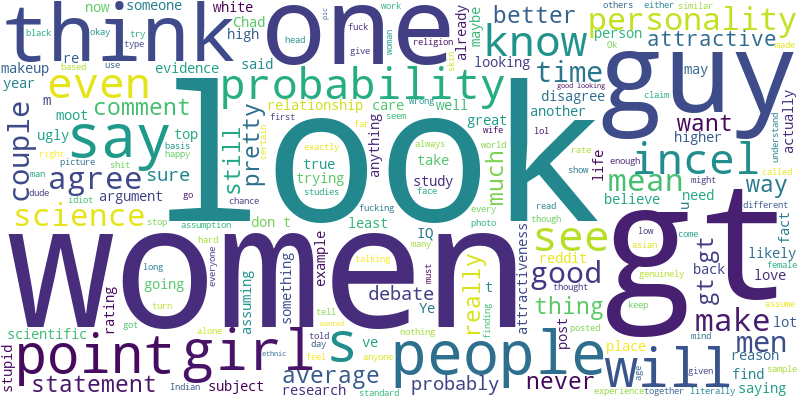 look
women
gt
guy
one
think
say
people
girl
point
will
probability
know
even
science
see
incel
agree
personality
mean
s
make
men
good
gt gt
couple
comment
time
way
pretty
thing
average
statement
debate
attractive
better
really
want
much
still
never
probably
sure
someone
makeup
now
white
Chad
high
already
maybe
looking
person
others
either
similar
Ok
may
disagree
another
good looking
year
evidence
said
re
m
moot
ugly
top
relationship
care
well
great
wife
lol
first
true
trying
take
study
anything
least
don t
IQ
argument
scientific
going
rating
assuming
something
example
subject
research
Indian
stupid
attractiveness
reddit
post
place
reason
find
saying
lot
love
likely
back
fact
need
believe
higher
life
actually
understand
u
t
Ye
ve
black
okay
try
type
use
based
head
fuck
give
pic
woman
work
religion
skin
wrong
seem
far
exactly
certain
always
world
face
studies
chance
basis
happy
shit
right
picture
man
dude
idiot
go
stop
assumption
fucking
every
photo
read
though
show
rate
enough
claim
made
called
might
different
come
low
asian
genuinely
thought
keep
mind
female
assume
sample
given
age
together
literally
experience
posted
finding
must
talking
many
nothing
anyone
tell
wanted
told
day
feel
standard
ethnic
alone
everyone
hard
long
turn
got